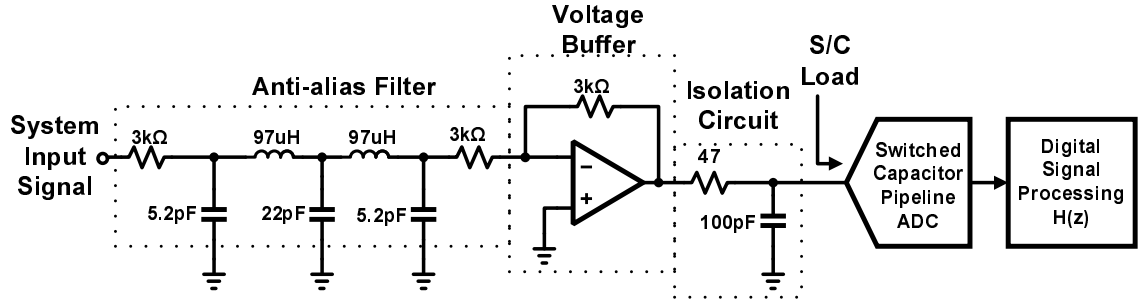 Voltage
Buffer
Anti-alias Filter
S/C
Load
Isolation
Circuit
System
Input
Signal
3kΩ
97uH
97uH
3kΩ
3kΩ
47
5.2pF
22pF
5.2pF
100pF
−
+
Switched
Capacitor
Pipeline
ADC
Digital
Signal
Processing
H(z)